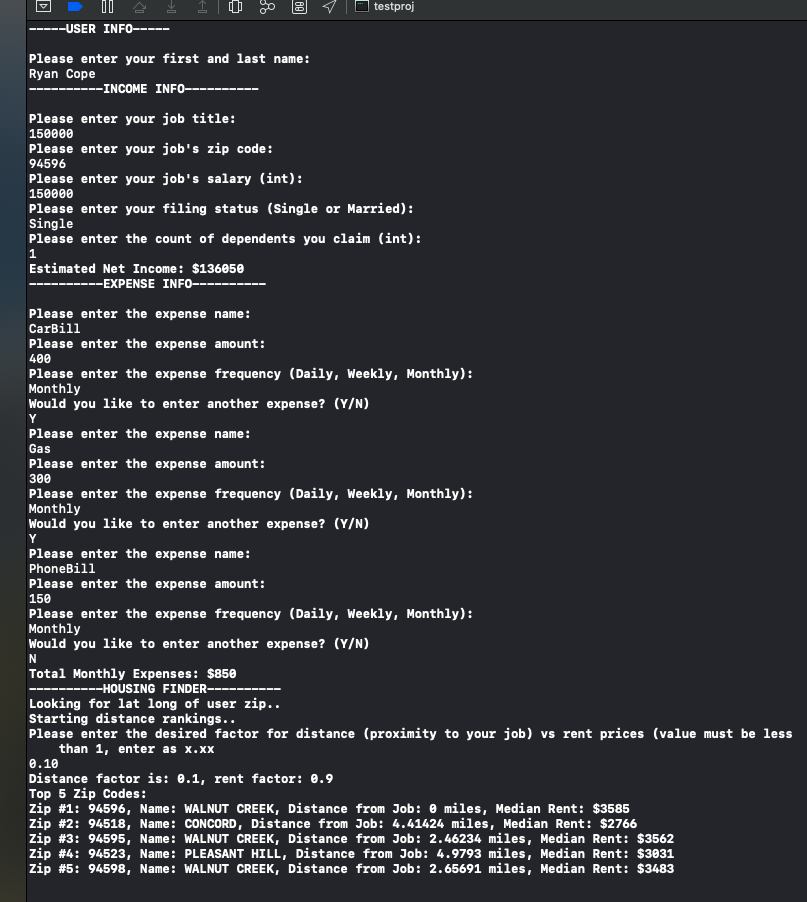 testproj
-----USER INFO-----
Please enter your first and last name:
Ryan Cope
----------INCOME INFO----------
Please enter your job title:
150000
Please enter your job's zip code:
94596
Please enter your job's salary (int):
150000
Please enter your filing status (Single or Married):
Single
Please enter the count of dependents you claim (int):
1
Estimated Net Income: $136050
----------EXPENSE INFO----------
Please enter the expense name:
CarBill
Please enter the expense amount:
400
Please enter the expense frequency (Daily, Weekly, Monthly):
Monthly
Would you like to enter another expense? (Y/N)
Y
Please enter the expense name:
Gas
Please enter the expense amount:
300
Please enter the expense frequency (Daily, Weekly, Monthly):
Monthly
Would you like to enter another expense? (Y/N)
Y
Please enter the expense name:
PhoneBill
Please enter the expense amount:
150
Please enter the expense frequency (Daily, Weekly, Monthly):
Monthly
Would you like to enter another expense? (Y/N)
N
Total Monthly Expenses: $850
----------HOUSING FINDER----------
Looking for lat long of user zip..
Starting distance rankings..
Please enter the desired factor for distance (proximity to your job) vs rent prices (value must be less
than 1, enter as x.xx
0.10
Distance factor is: 0.1, rent factor: 0.9
Top 5 Zip Codes:
Zip #1: 94596, Name: WALNUT CREEK, Distance from Job: 0 miles, Median Rent: $3585
Zip #2: 94518, Name: CONCORD, Distance from Job: 4.41424 miles, Median Rent: $2766
Zip #3: 94595, Name: WALNUT CREEK, Distance from Job: 2.46234 miles, Median Rent: $3562
Zip #4: 94523, Name: PLEASANT HILL, Distance from Job: 4.9793 miles, Median Rent: $3031
Zip #5: 94598, Name: WALNUT CREEK, Distance from Job: 2.65691 miles, Median Rent: $3483